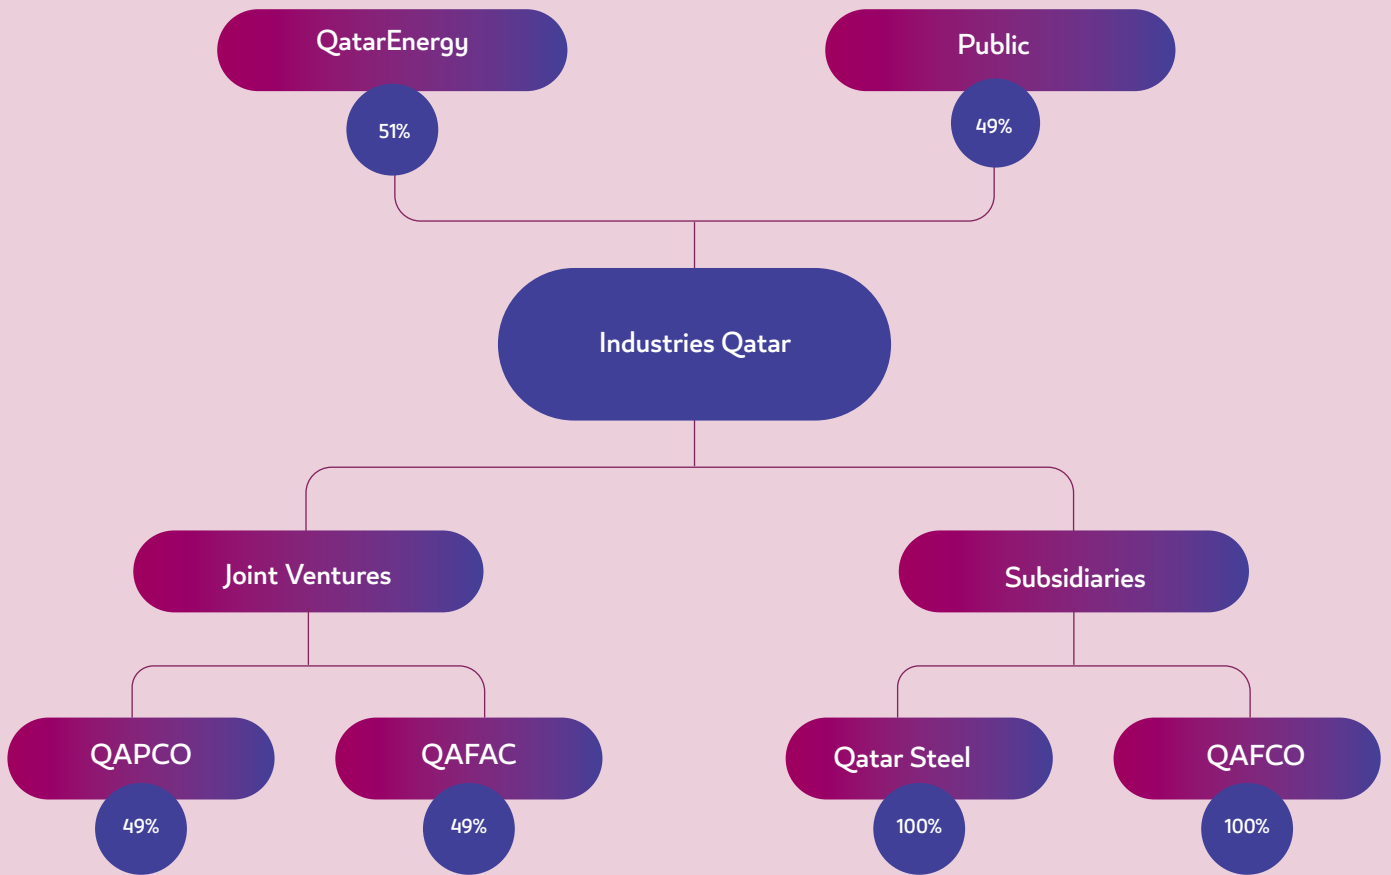 QatarEnergy
Public
51%
49%
Industries Qatar
Joint Ventures
Subsidiaries
QAPCO
QAFAC
Qatar Steel
QAFCO
49%
49%
100%
100%